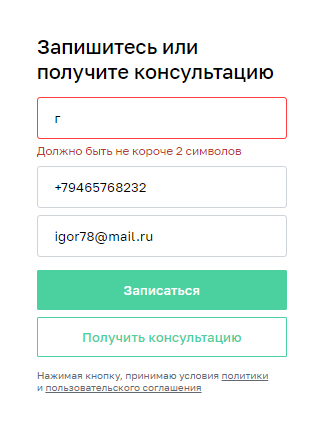 Запишитесь или
получите консультацию
г
Должно быть не короче 2 символов
+79465768232
igor78@mail.ru
Записаться
Получить консультацию
Нажимая кнопку, принимаю условия политики
и пользовательского соглашения